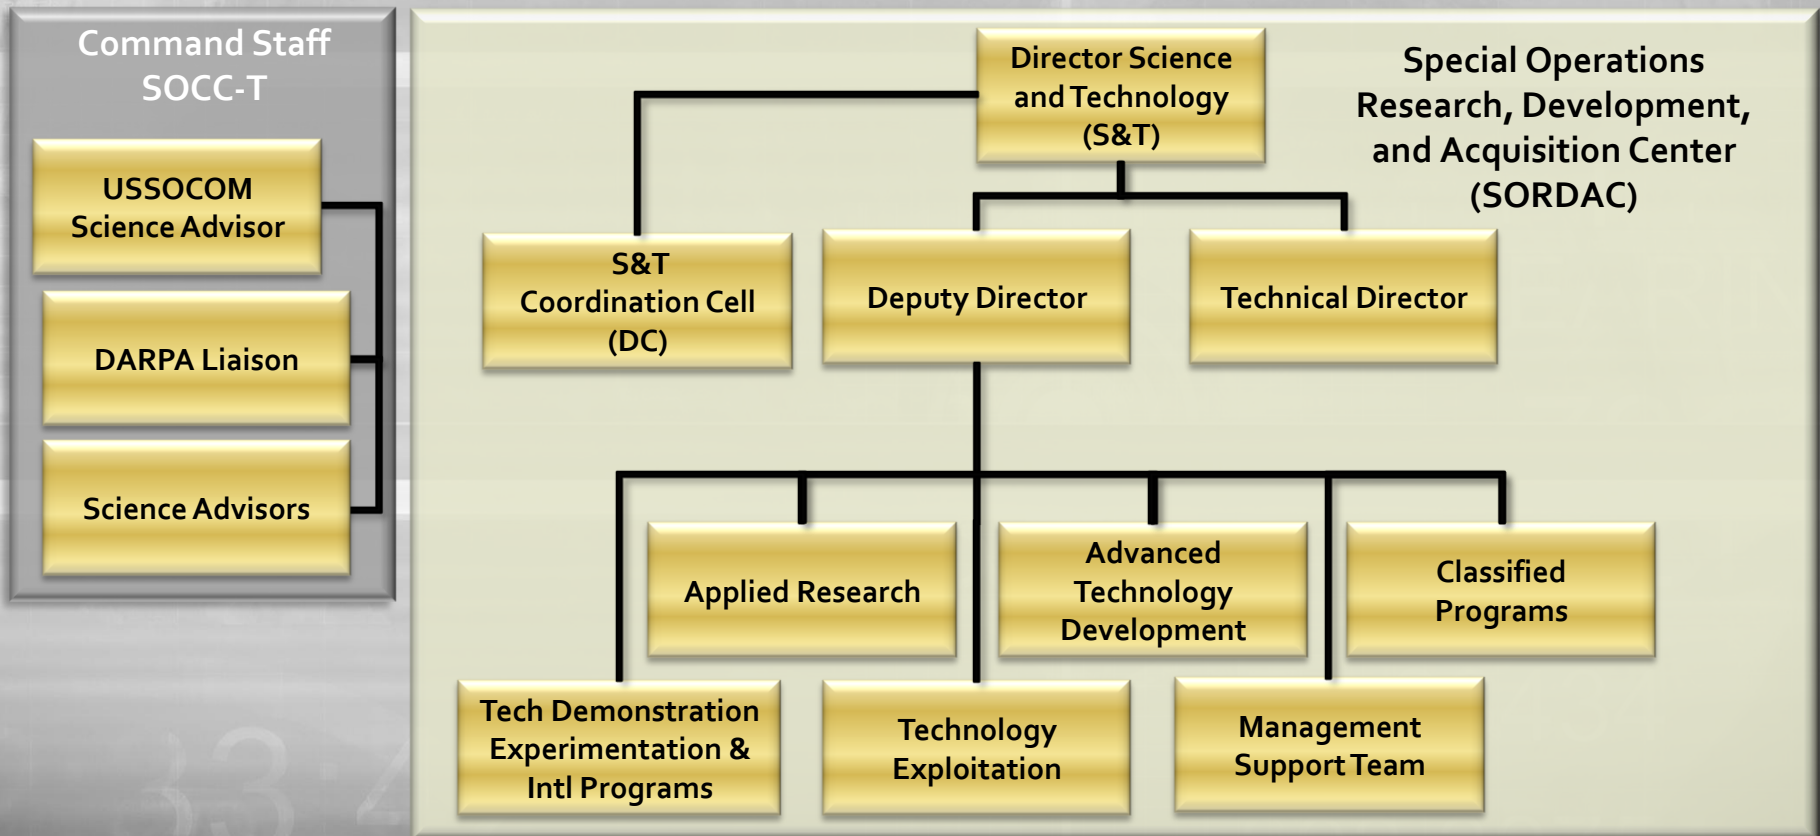 Command Staff
SOCC-T
USSOCOM
Science Advisor
DARPA Liaison
Science Advisors
Director Science
and Technology
(S&T)
Special Operations
Research, Development,
and Acquisition Center
(SORDAC)
S&T
Coordination Cell
(DC)
Deputy Director
Technical Director
Applied Research
Advanced
Technology
Development
Classified
Programs
Tech Demonstration
Experimentation &
Intl Programs
Technology
Exploitation
Management
Support Team